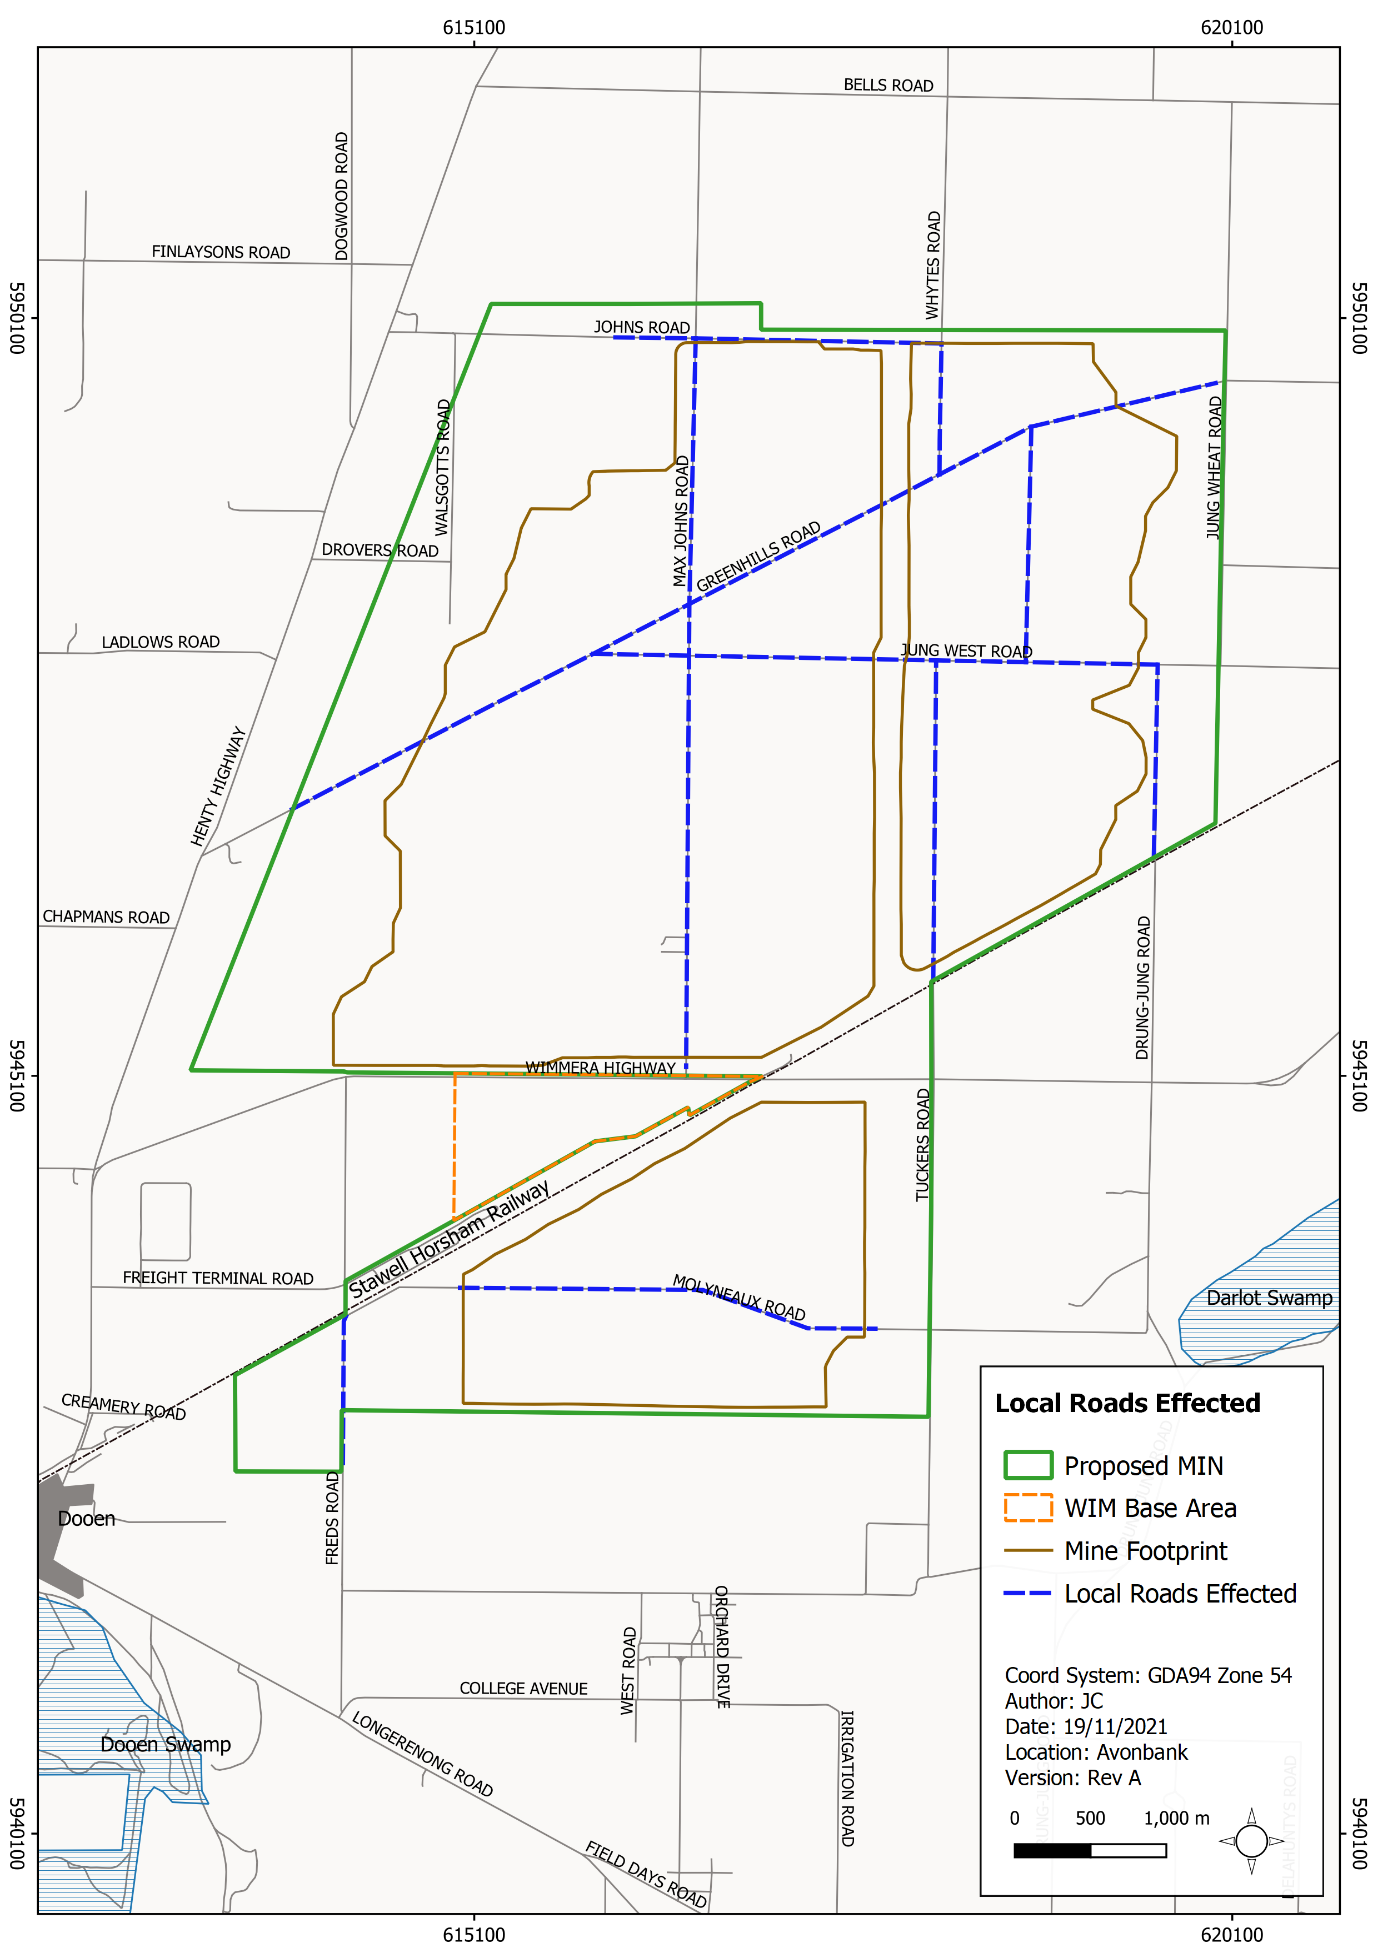 615100
620100
BELLS ROAD
DOGWOOD ROAD
FINLAYSONS ROAD
WHYTES ROAD
5950100
5950100
JOHNS ROAD
WALSGOTTS ROAD
JUNG WHEAT ROAD
MAX JOHNS ROAD
GREENHILLS ROAD
DROVERS ROAD
LADLOWS ROAD
JUNG WEST ROAD
HENTY HIGHWAY
CHAPMANS ROAD
DRUNG-JUNG ROAD
WIMMERA HIGHWAY
5945100
5945100
TUCKERS ROAD
Stawell Horsham Railway
FREIGHT TERMINAL ROAD
MOLYNEAUX ROAD
Darlot Swamp
CREAMERY ROAD
Dooen
FREDS ROAD
Local Roads Effected
Proposed MIN
WIM Base Area
Mine Footprint
Local Roads Effected
ORCHARD DRIVE
WEST ROAD
COLLEGE AVENUE
LONGERENONG ROAD
IRRIGATION ROAD
Dooen Swamp
FIELD DAYS ROAD
Coord System: GDA94 Zone 54
Author: JC
Date: 19/11/2021
Location: Avonbank
Version: Rev A
0 500 1,000 m
5940100
5940100
615100
620100